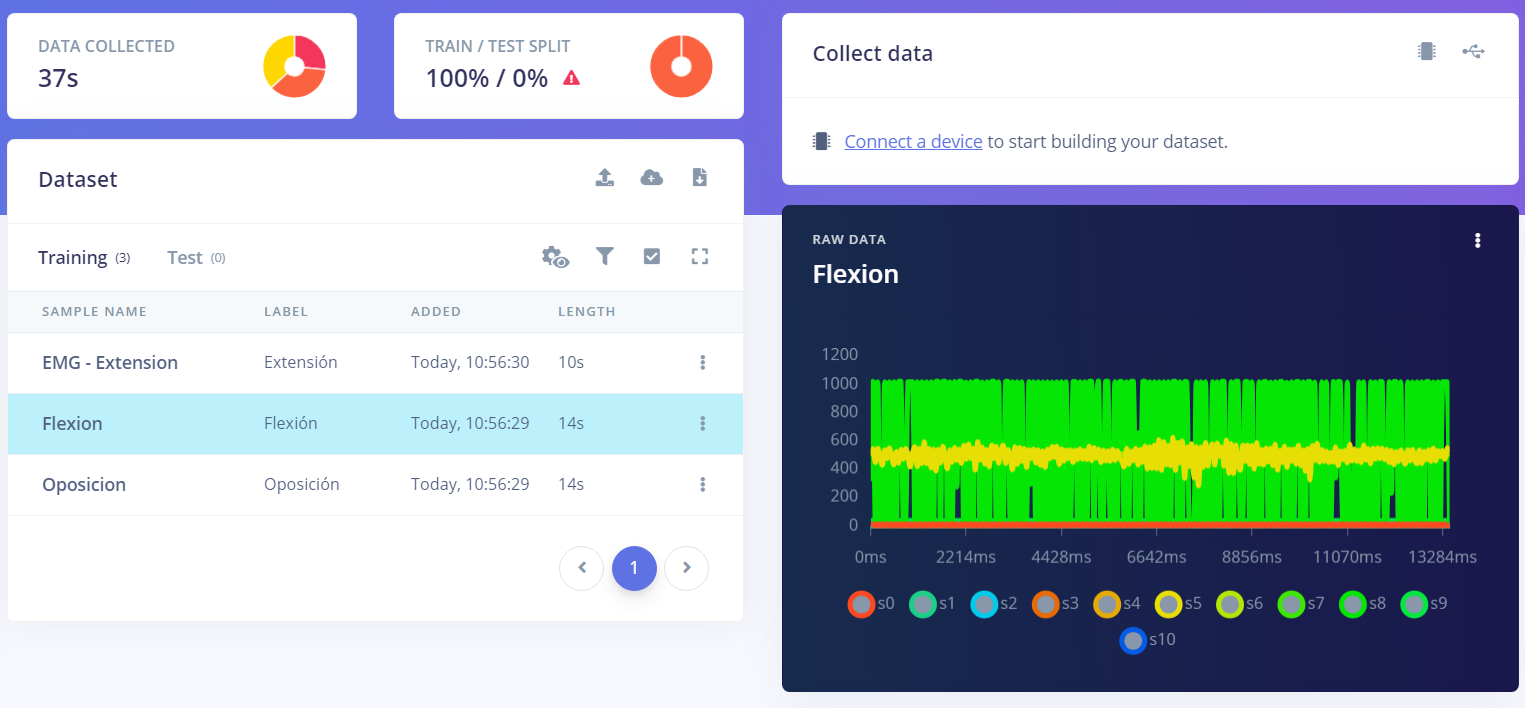 DATA COLLECTED
37s
TRAIN / TEST SPLIT
100% / 0%
Collect data
Connect a device to start building your dataset.
Dataset
Training (3) Test (0)
SAMPLE NAME LABEL ADDED LENGTH
EMG - Extension Extensión Today, 10:56:30 10s
Flexion Flexión Today, 10:56:29 14s
Oposicion Oposición Today, 10:56:29 14s
1
RAW DATA
Flexion
1200
1000
800
600
400
200
0
0ms 2214ms 4428ms 6642ms 8856ms 11070ms 13284ms
s0 s1 s2 s3 s4 s5 s6 s7 s8 s9
s10